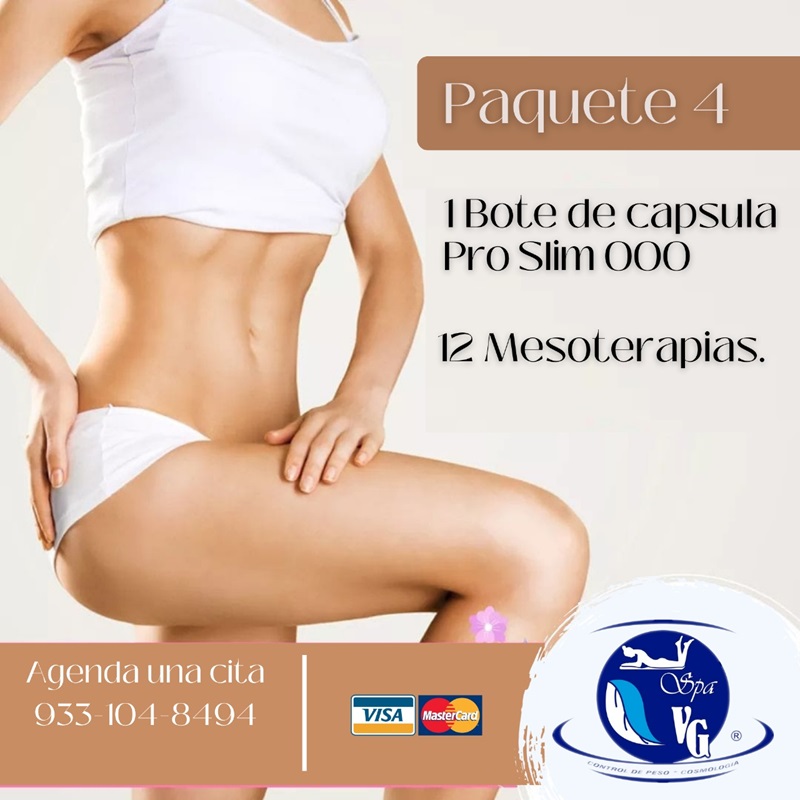 Paquete 4
1 Bote de capsula
Pro Slim 000
12 Mesoterapias.
Agenda una cita
933-104-8494
VISA
MasterCard
Spa
VG
®
CONTROL DE PESO - COSMOLOGIA